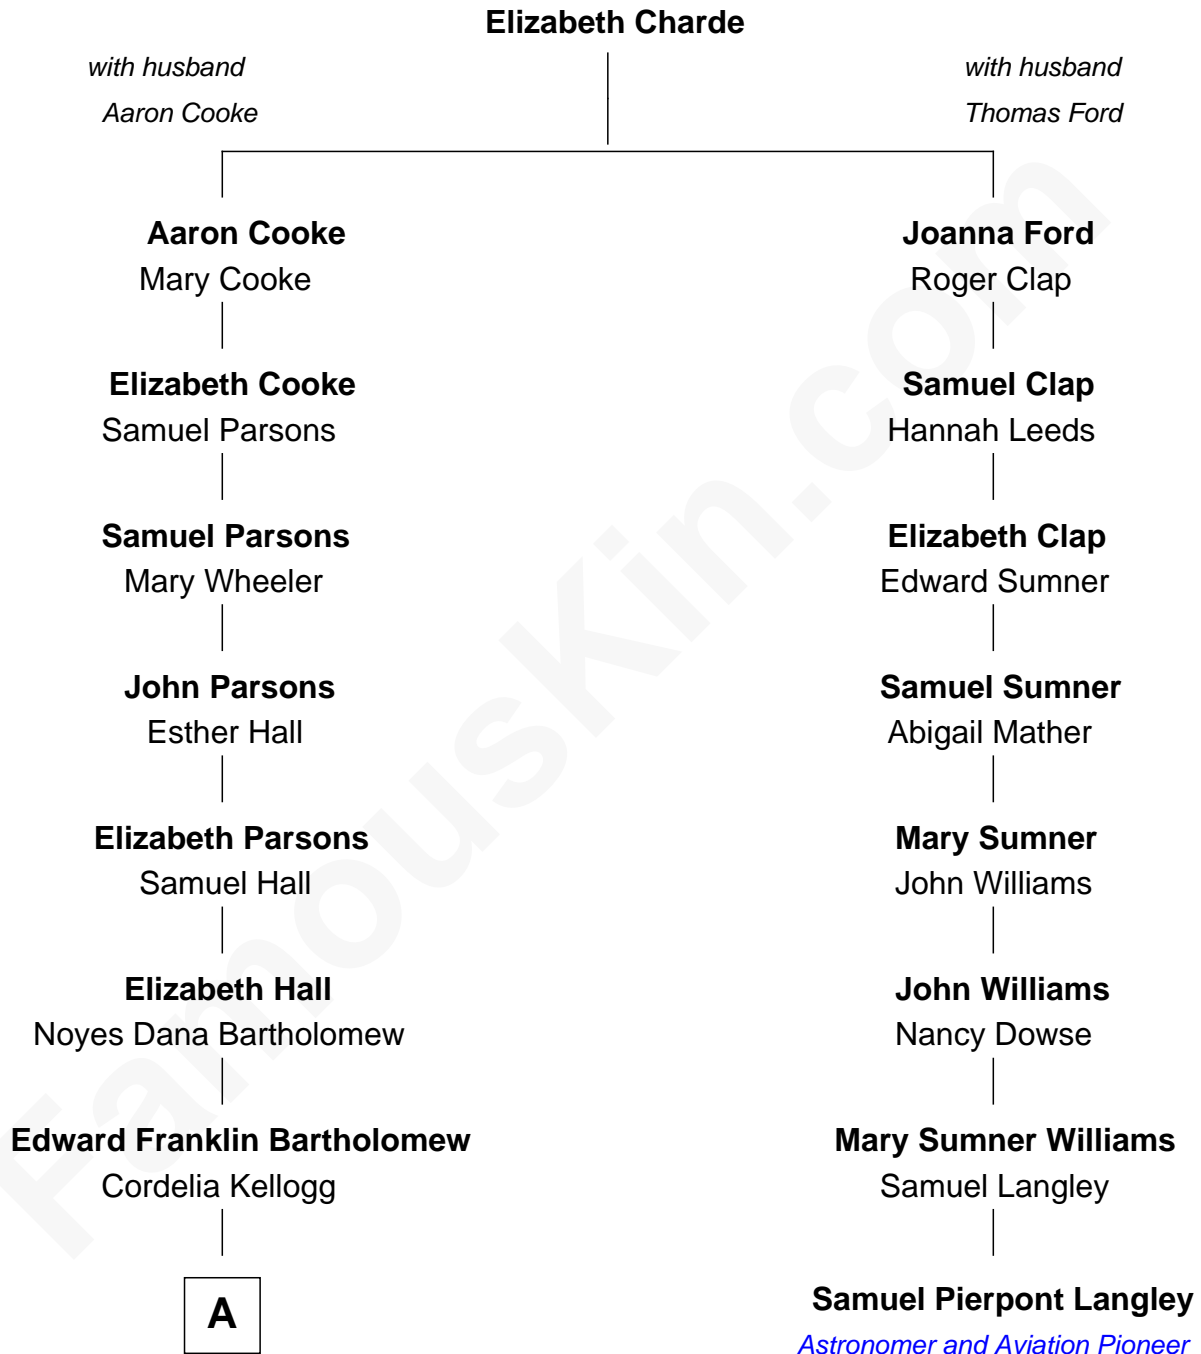 Elizabeth Charde
with husband
Aaron Cooke
with husband
Thomas Ford
Aaron Cooke
Mary Cooke
Joanna Ford
Roger Clap
Elizabeth Cooke
Samuel Parsons
Samuel Clap
Hannah Leeds
Samuel Parsons
Mary Wheeler
Elizabeth Clap
Edward Sumner
John Parsons
Esther Hall
Samuel Sumner
Abigail Mather
Elizabeth Parsons
Samuel Hall
Mary Sumner
John Williams
Elizabeth Hall
Noyes Dana Bartholomew
John Williams
Nancy Dowse
Edward Franklin Bartholomew
Cordelia Kellogg
Mary Sumner Williams
Samuel Langley
A
Samuel Pierpont Langley
Astronomer and Aviation Pioneer
FamousKin.com